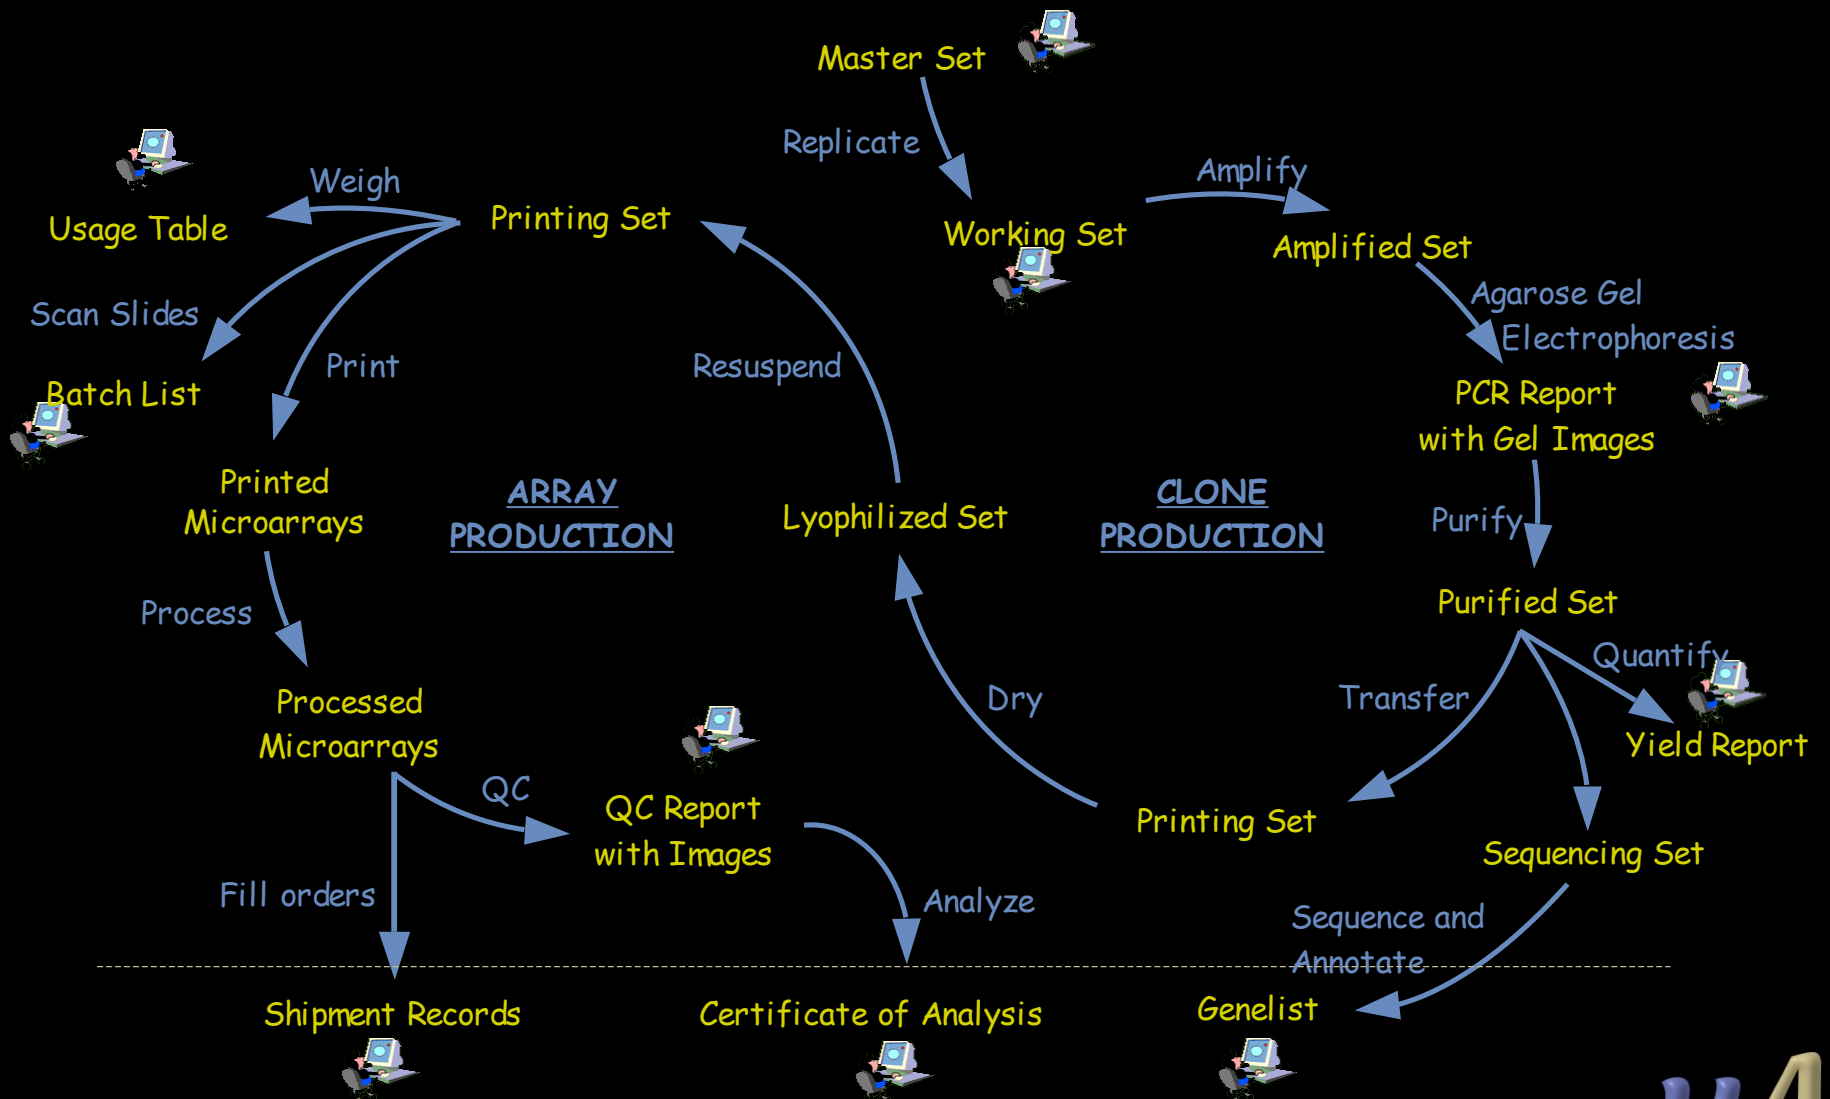 Master Set
Replicate
Amplify
Weigh
Printing Set
Usage Table
Working Set
Amplified Set
Agarose Gel
Electrophoresis
Scan Slides
Print
Resuspend
Batch List
PCR Report
with Gel Images
Printed
Microarrays
ARRAY
PRODUCTION
Lyophilized Set
CLONE
PRODUCTION
Purify
Process
Purified Set
Quantify
Transfer
Dry
Processed
Microarrays
Yield Report
QC
QC Report
with Images
Printing Set
Sequencing Set
Fill orders
Analyze
Sequence and
Annotate
Shipment Records
Certificate of Analysis
Genelist